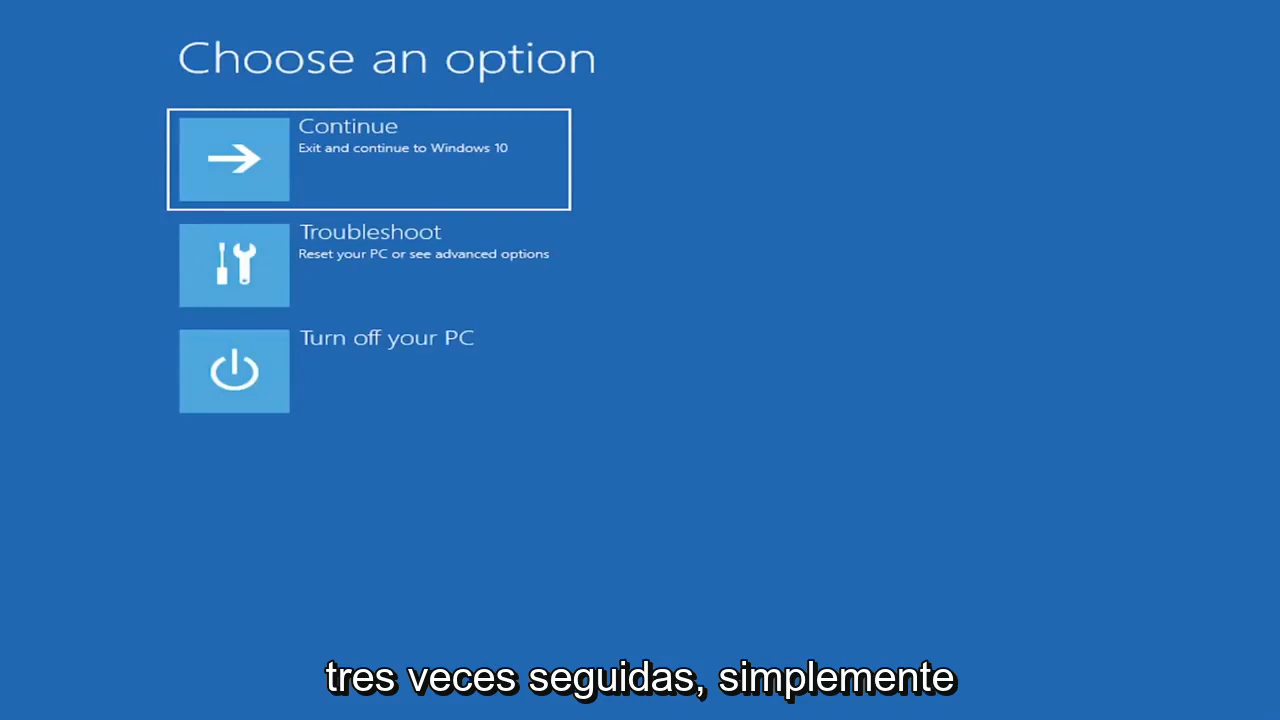 Choose an option
Continue
Exit and continue to Windows 10
Troubleshoot
Reset your PC or see advanced options
Turn off your PC
tres veces seguidas, simplemente